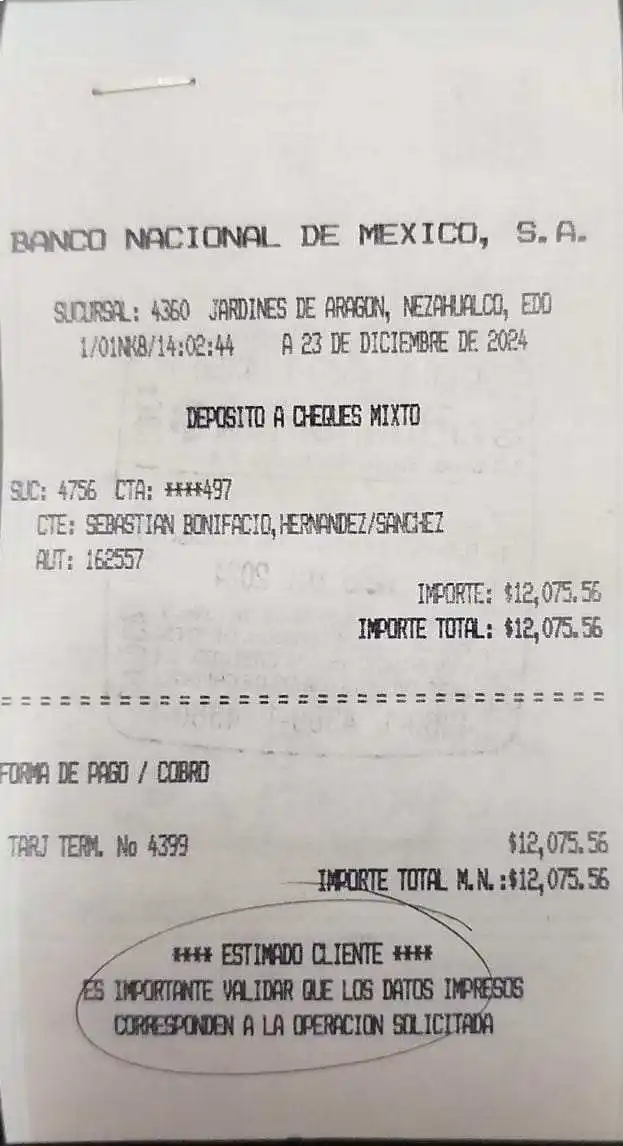 BANCO NACIONAL DE MEXICO, S.A.
SUCURSAL: 4360 JARDINES DE ARAGON, NEZAHUALCO, EDO
1/01NK8/14:02:44 A 23 DE DICIEMBRE DE 2024
DEPOSITO A CHEQUES MIXTO
SUC: 4756 CTA: ****497
CTE: SEBASTIAN BONIFACIO,HERNANDEZ/SANCHEZ
AUT: 162557
IMPORTE: $12,075.56
IMPORTE TOTAL: $12,075.56
FORMA DE PAGO / COBRO
TARJ TERM. No 4399 $12,075.56
IMPORTE TOTAL M.N.:$12,075.56
**** ESTIMADO CLIENTE ****
ES IMPORTANTE VALIDAR QUE LOS DATOS IMPRESOS
CORRESPONDEN A LA OPERACION SOLICITADA